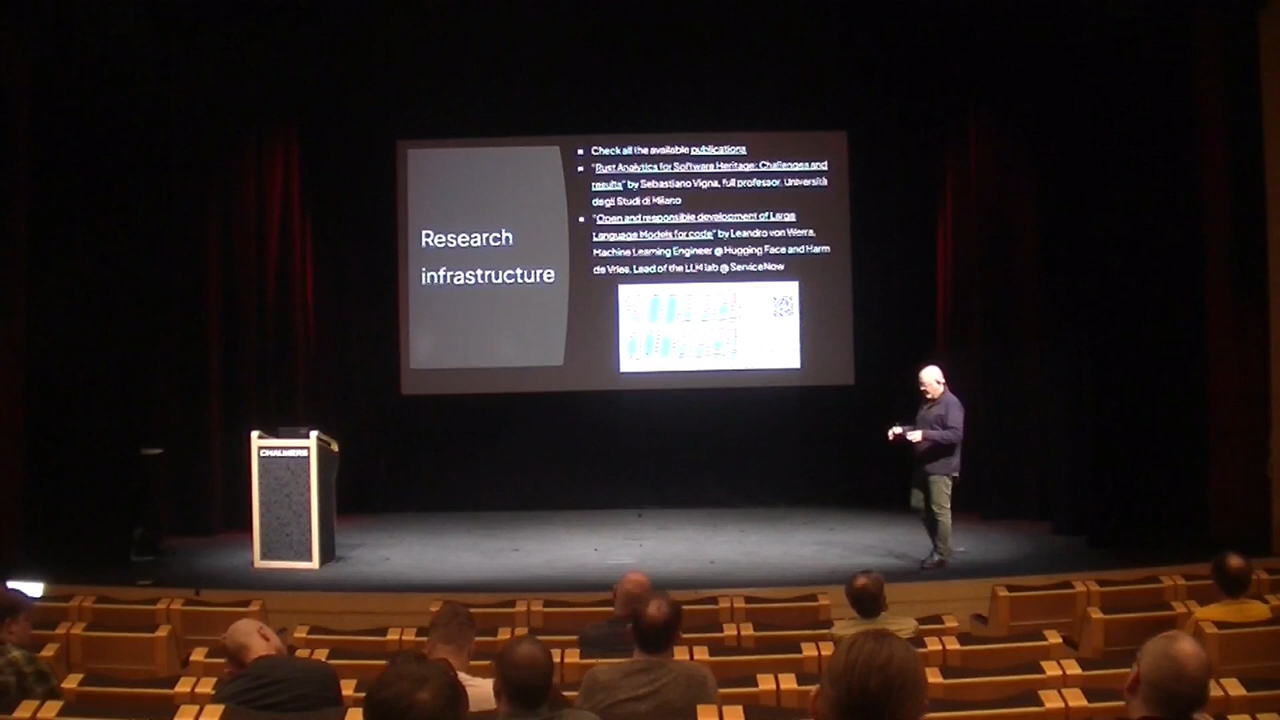 Research
infrastructure
Check all the available publications
"Rust Analytics for Software Heritage: Challenges and
results" by Sebastiano Vigna, full professor, Università
degli Studi di Milano
"Open and responsible development of Large
Language Models for code" by Leandro von Werra,
Machine Learning Engineer @ Hugging Face and Harm
de Vries, Lead of the LLM lab @ ServiceNow
CHALMERS